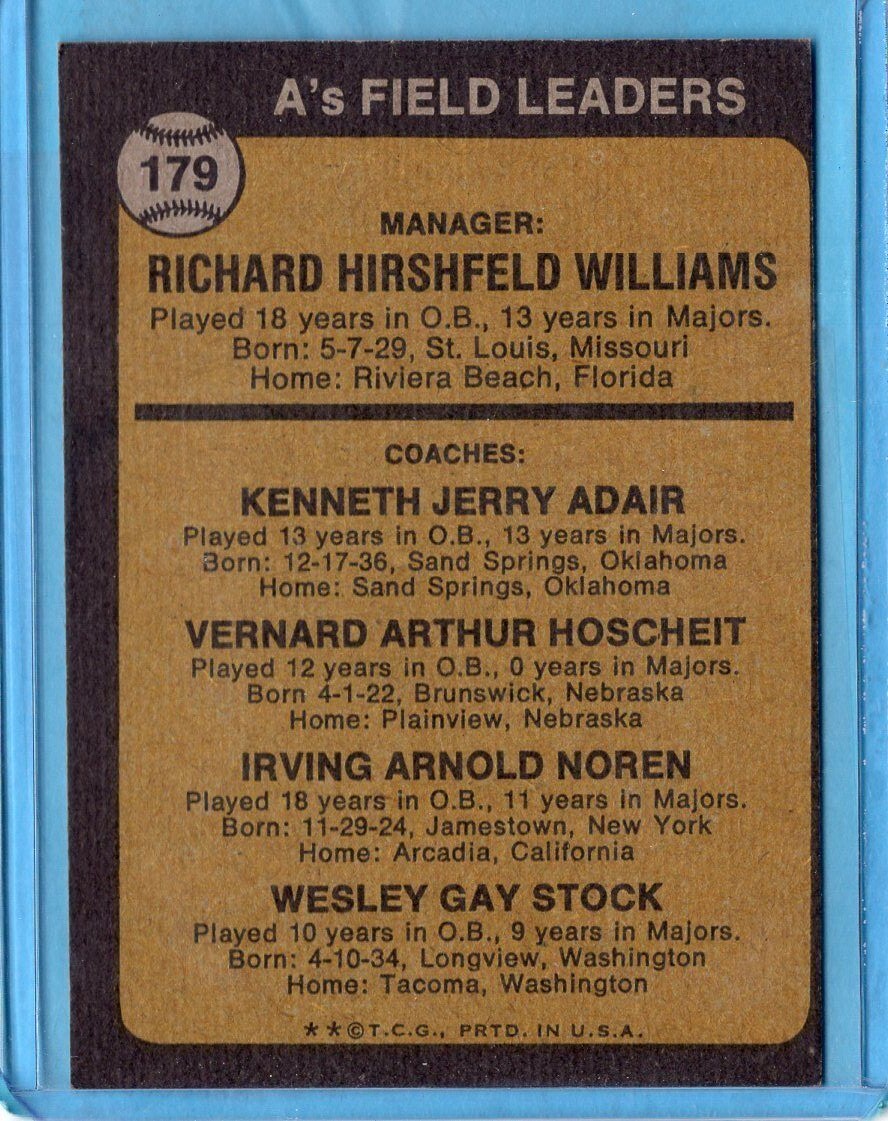 A's FIELD LEADERS
179
MANAGER:
RICHARD HIRSHFELD WILLIAMS
Played 18 years in O.B., 13 years in Majors.
Born: 5-7-29, St. Louis, Missouri
Home: Riviera Beach, Florida
COACHES:
KENNETH JERRY ADAIR
Played 13 years in O.B., 13 years in Majors.
Born: 12-17-36, Sand Springs, Oklahoma
Home: Sand Springs, Oklahoma
VERNARD ARTHUR HOSCHEIT
Played 12 years in O.B., 0 years in Majors.
Born 4-1-22, Brunswick, Nebraska
Home: Plainview, Nebraska
IRVING ARNOLD NOREN
Played 18 years in O.B., 11 years in Majors.
Born: 11-29-24, Jamestown, New York
Home: Arcadia, California
WESLEY GAY STOCK
Played 10 years in O.B., 9 years in Majors.
Born: 4-10-34, Longview, Washington
Home: Tacoma, Washington
**©T.C.G., PRTD. IN U.S.A.